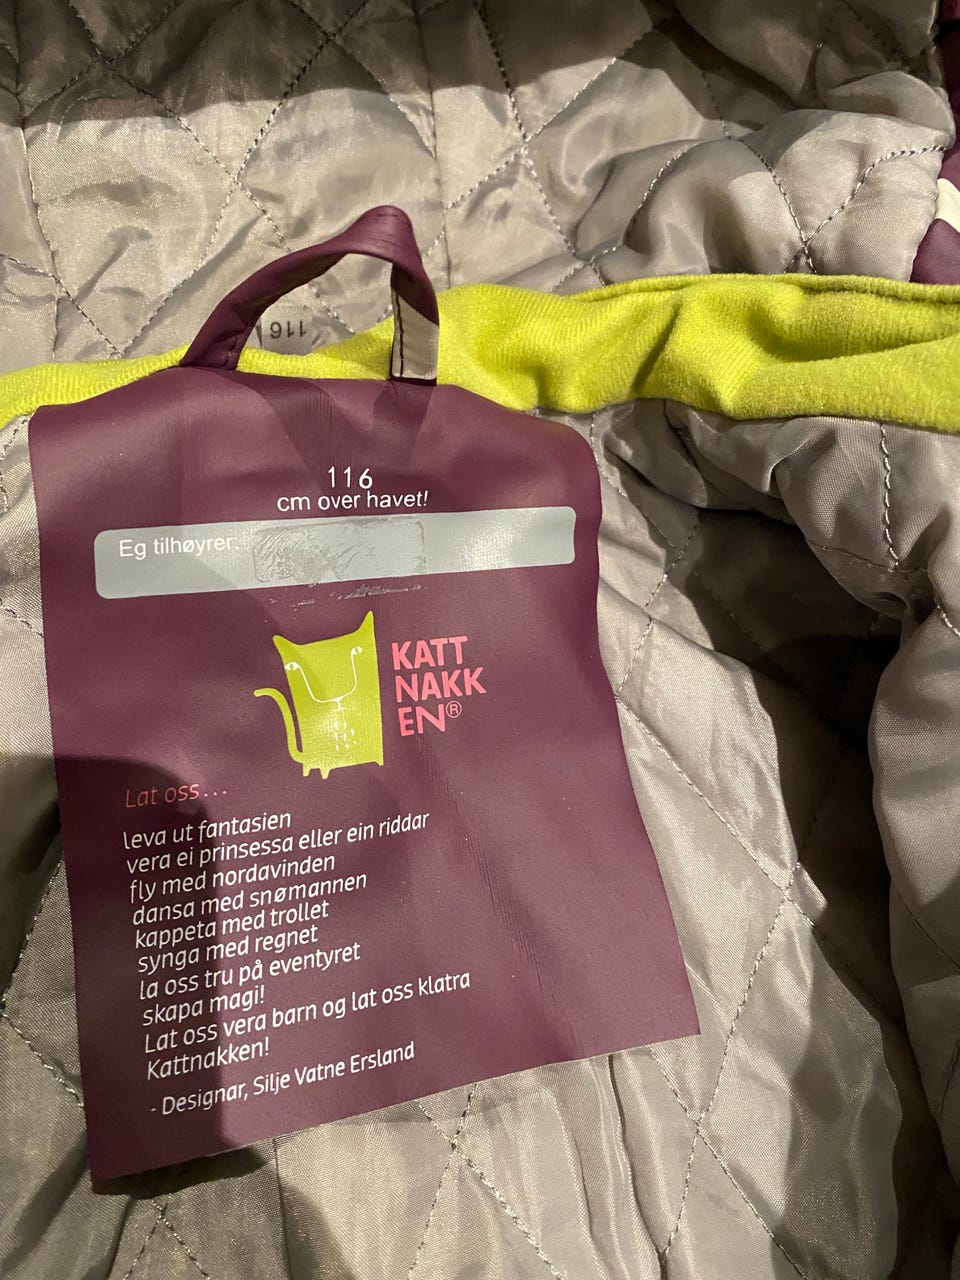 116
116
cm over havet!
Eg tilhøyrer:
KATT
NAKK
EN®
Lat oss...
leva ut fantasien
vera ei prinsessa eller ein riddar
fly med nordavinden
dansa med snømannen
kappeta med trollet
synga med regnet
la oss tru på eventyret
skapa magi!
Lat oss vera barn og lat oss klatra
Kattnakken!
- Designar, Silje Vatne Ersland